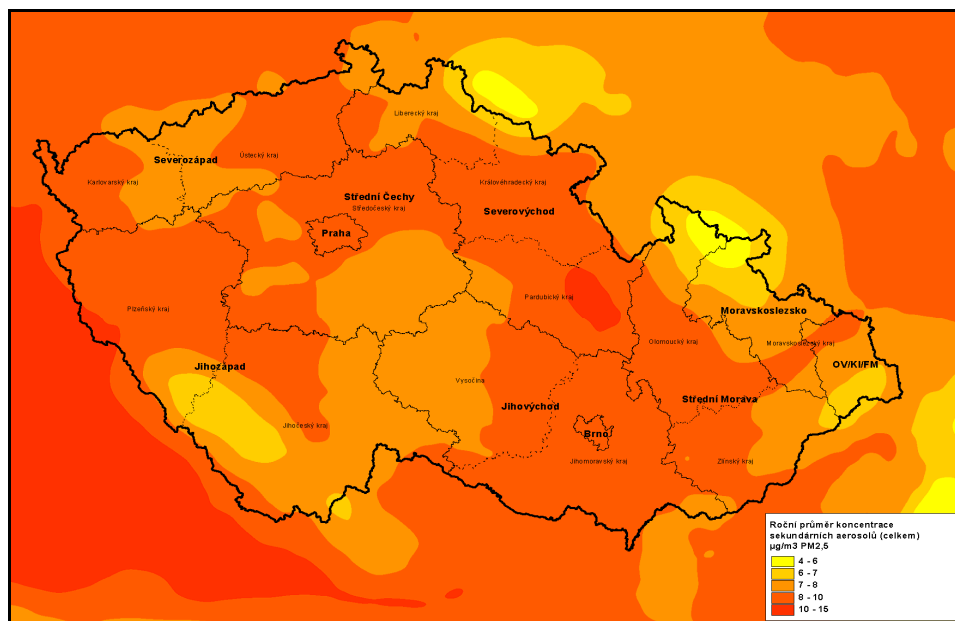 Liberecký kraj
Ústecký kraj
Severozápad
Karlovarský kraj
Královéhradecký kraj
Střední Čechy
Středočeský kraj
Severovýchod
Praha
Pardubický kraj
Plzeňský kraj
Moravskoslezsko
Olomoucký kraj
Moravskoslezský kraj
OV/KI/FM
Jihozápad
Vysočina
Střední Morava
Jihovýchod
Jihočeský kraj
Brno
Jihomoravský kraj
Zlínský kraj
Roční průměr koncentrace
sekundárních aerosolů (celkem)
µg/m3 PM2,5
4 - 6
6 - 7
7 - 8
8 - 10
10 - 15